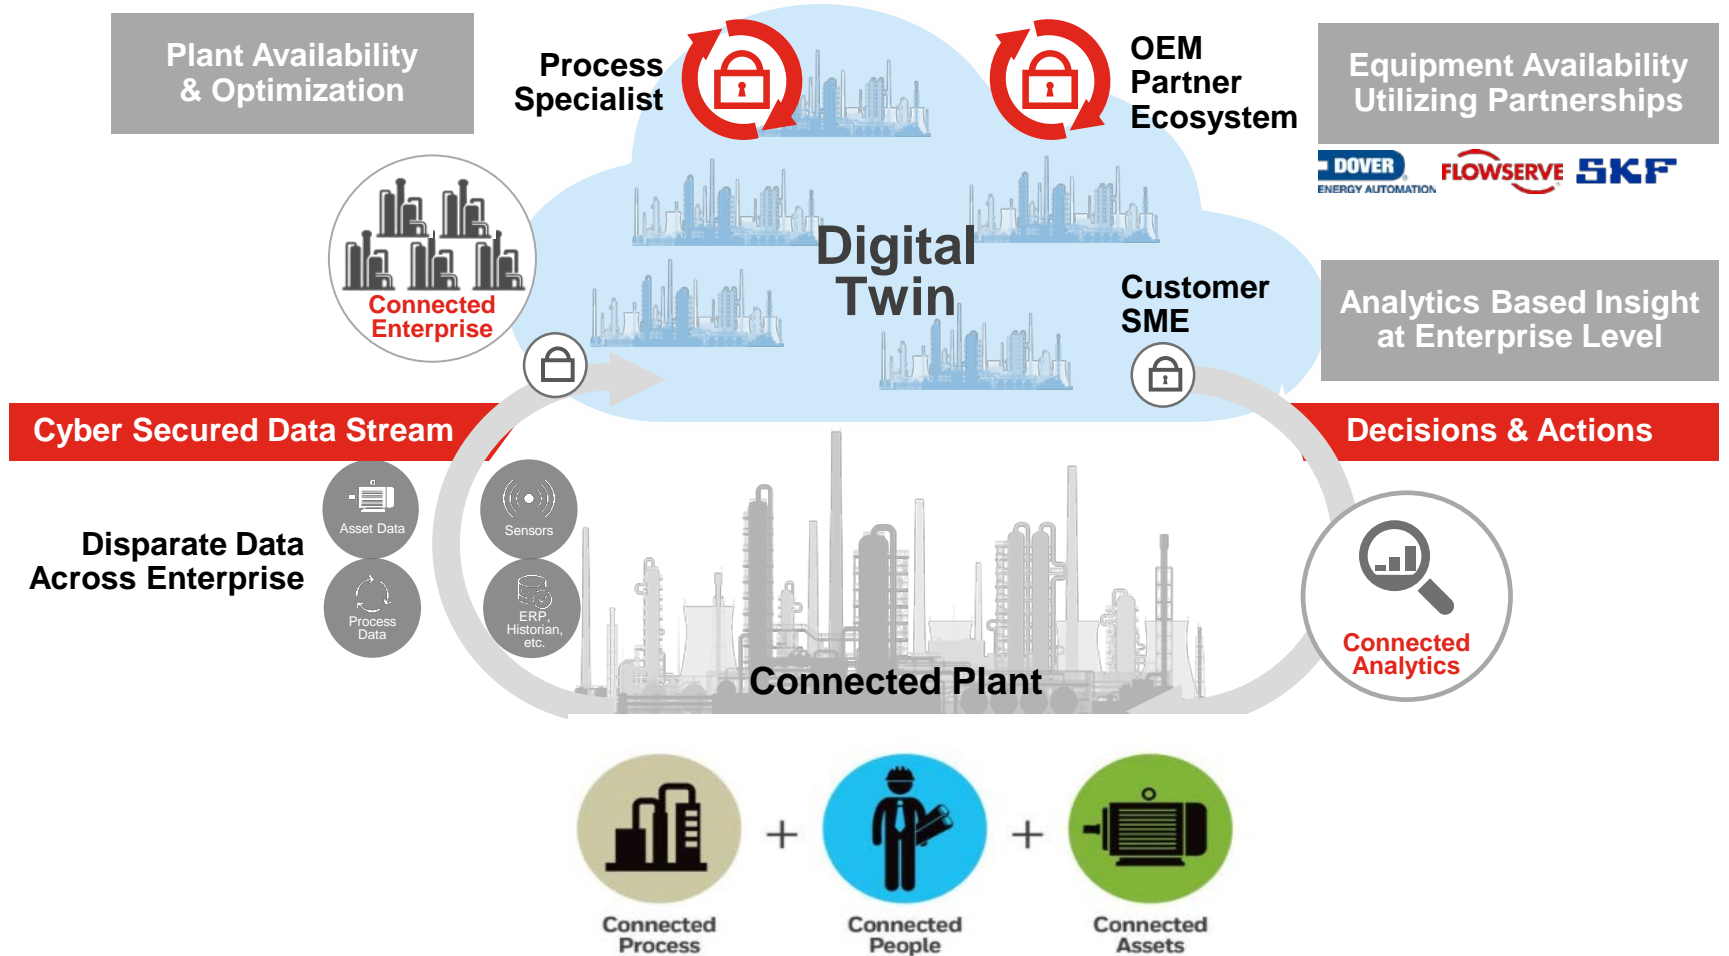 Plant Availability
& Optimization
Process
Specialist
OEM
Partner
Ecosystem
Equipment Availability
Utilizing Partnerships
DOVER
ENERGY AUTOMATION
FLOWSERVE
SKF
Connected
Enterprise
Digital
Twin
Customer
SME
Analytics Based Insight
at Enterprise Level
Cyber Secured Data Stream
Decisions & Actions
Disparate Data
Across Enterprise
Asset Data
Sensors
Process
Data
ERP,
Historian,
etc.
Connected
Analytics
Connected Plant
Connected
Process
+
Connected
People
+
Connected
Assets